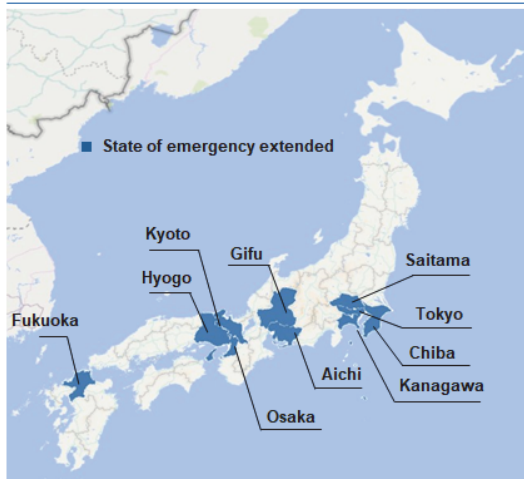 State of emergency extended
Kyoto
Gifu
Saitama
Hyogo
Fukuoka
Tokyo
Chiba
Aichi
Kanagawa
Osaka